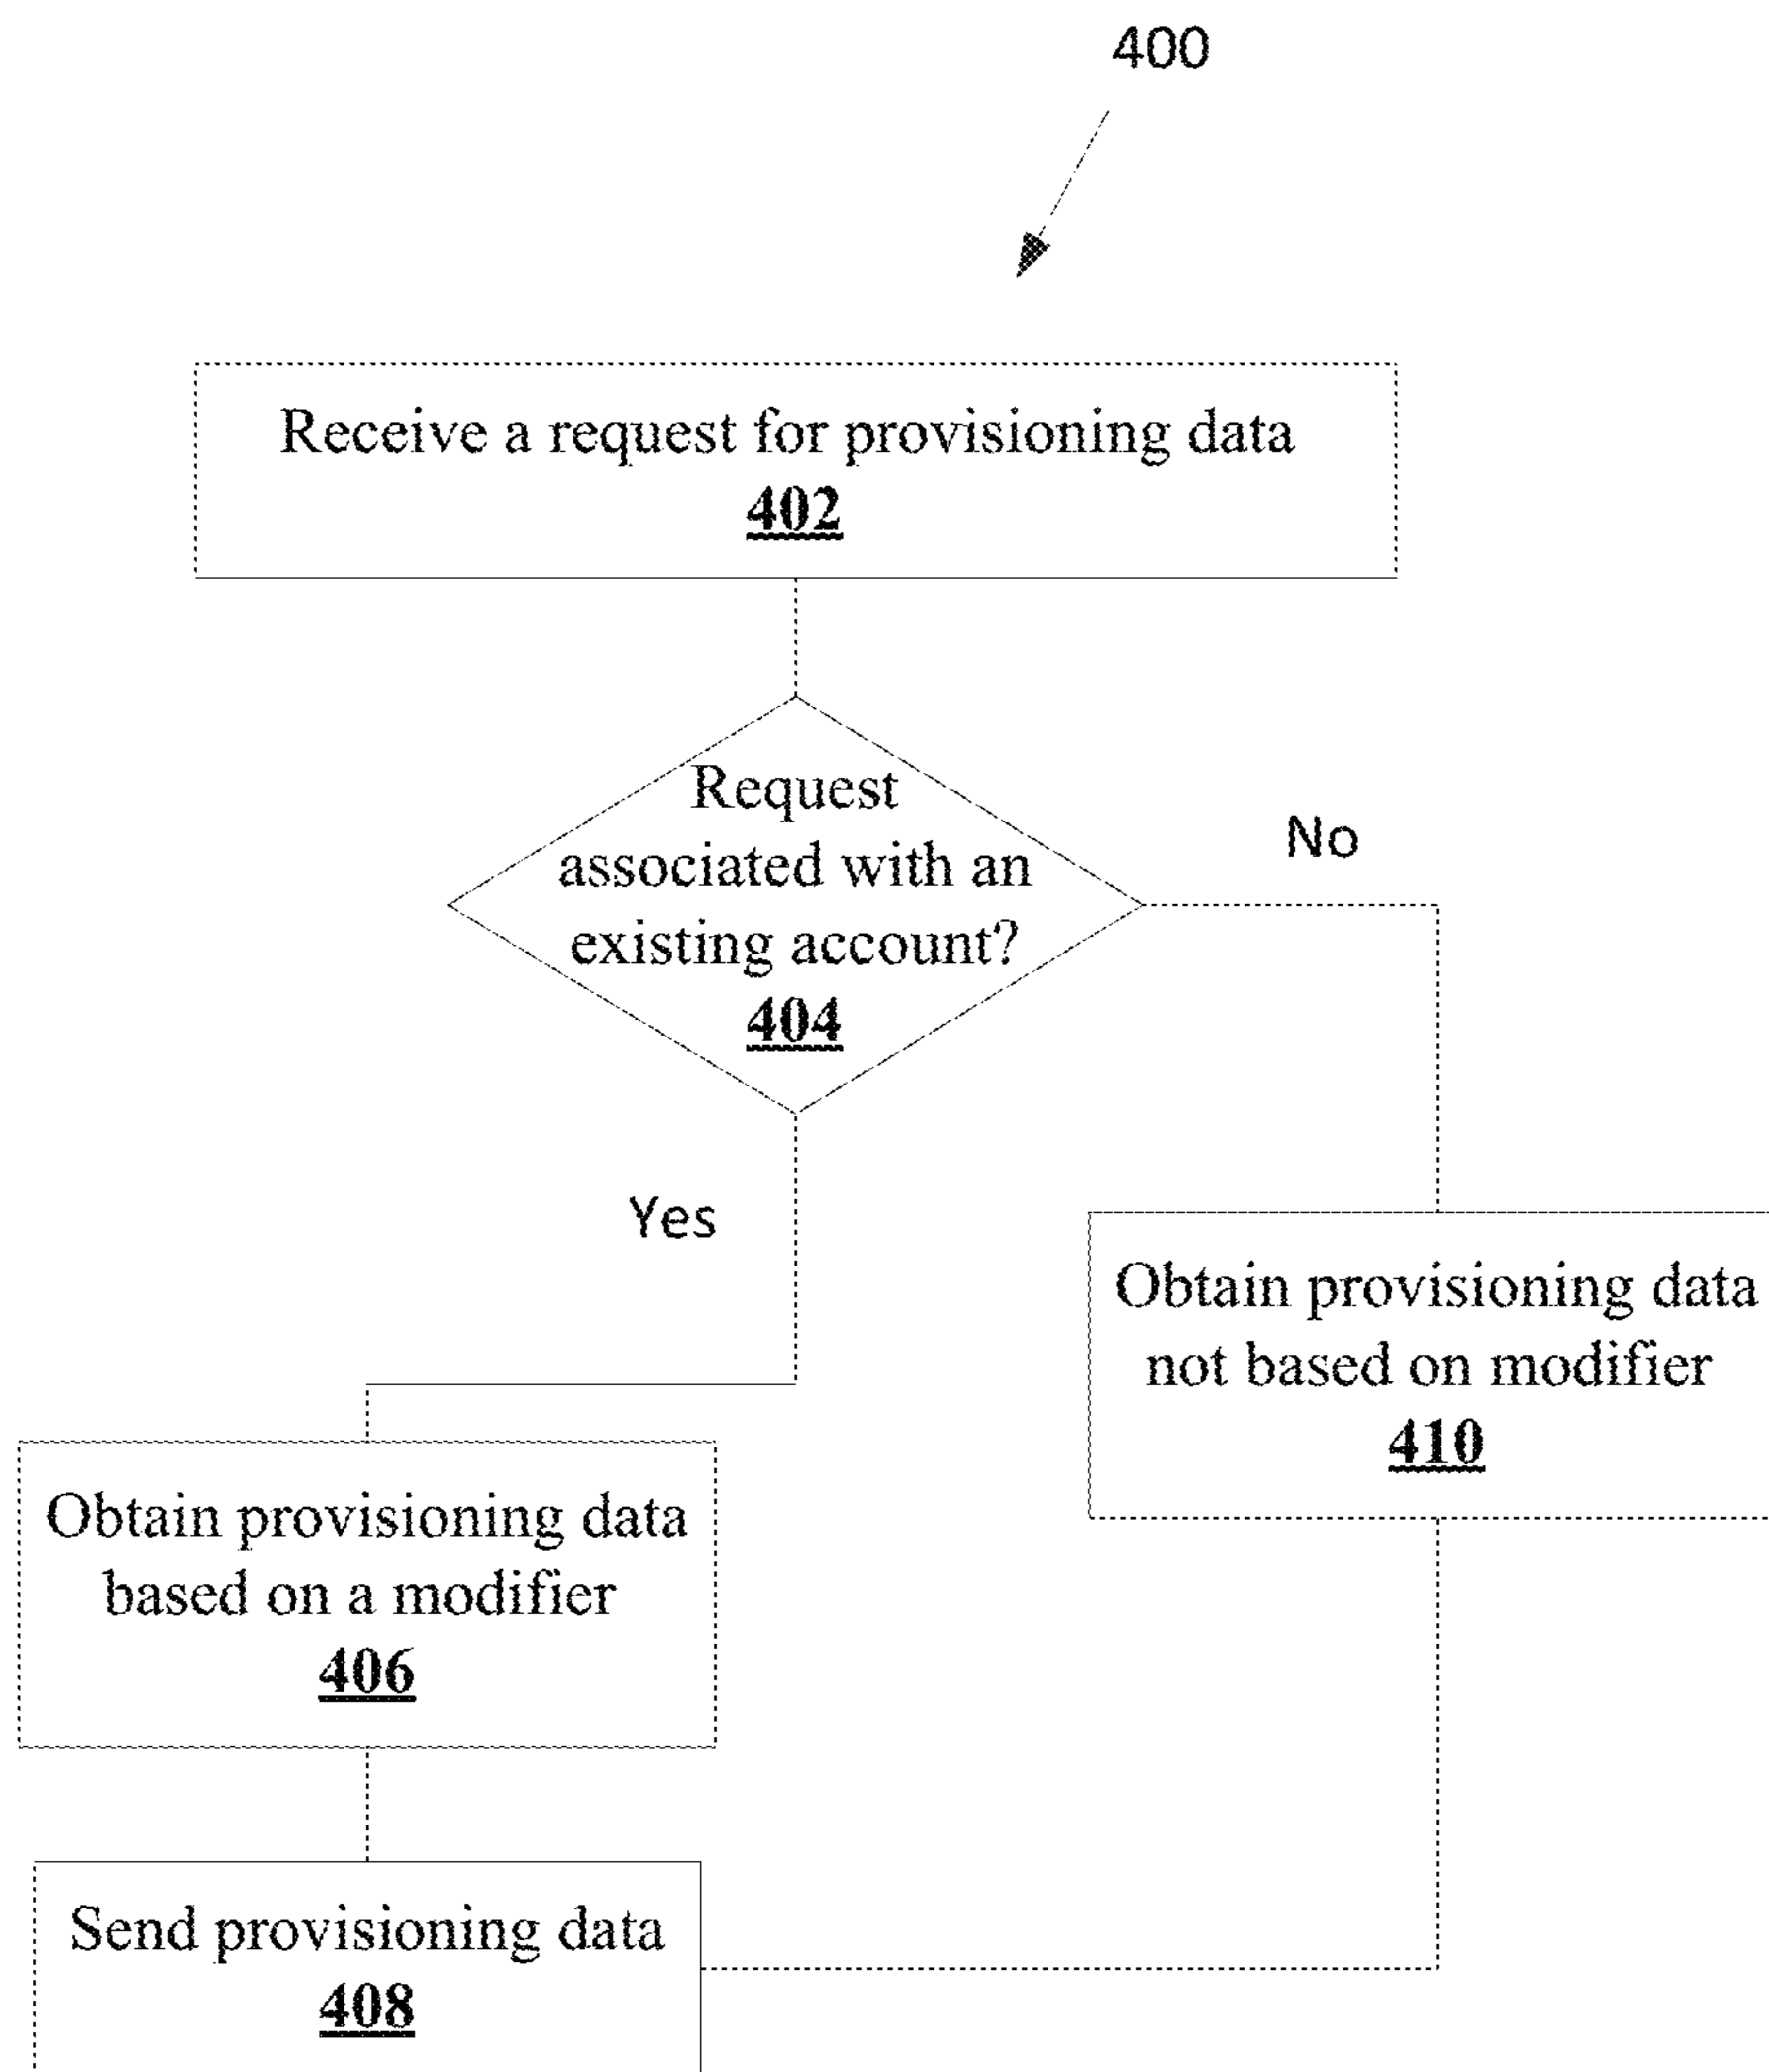 400
Receive a request for provisioning data
402
Request
associated with an
existing account?
404
No
Yes
Obtain provisioning data
not based on modifier
410
Obtain provisioning data
based on a modifier
406
Send provisioning data
408